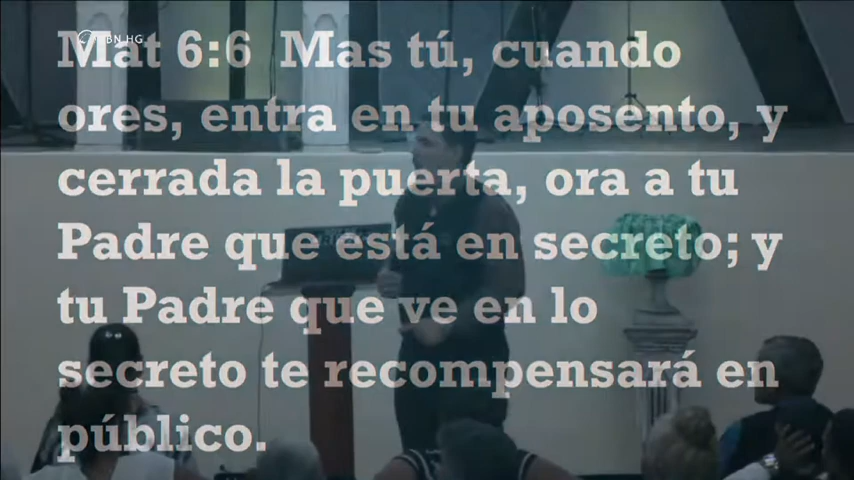 Mat 6:6 Mas tú, cuando
ores, entra en tu aposento, y
cerrada la puerta, ora a tu
Padre que está en secreto; y
tu Padre que ve en lo
secreto te recompensará en
público.